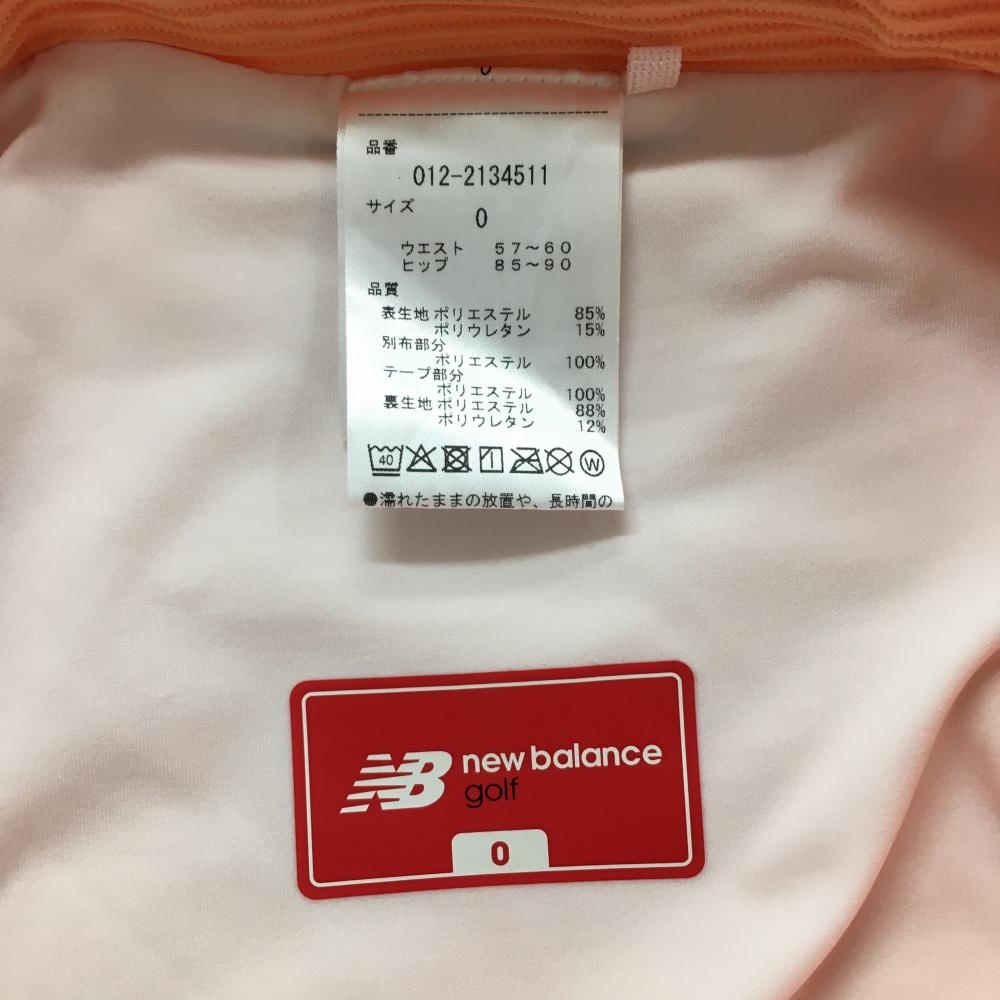 0
品番
012-2134511
サイズ
0
ウエスト 57～60
ヒップ 85～90
品質
表生地 ポリエステル 85%
ポリウレタン 15%
別布部分
ポリエステル 100%
テープ部分
ポリエステル 100%
裏生地 ポリエステル 88%
ポリウレタン 12%
40 W
●濡れたままの放置や、長時間の
NB new balance
golf
0